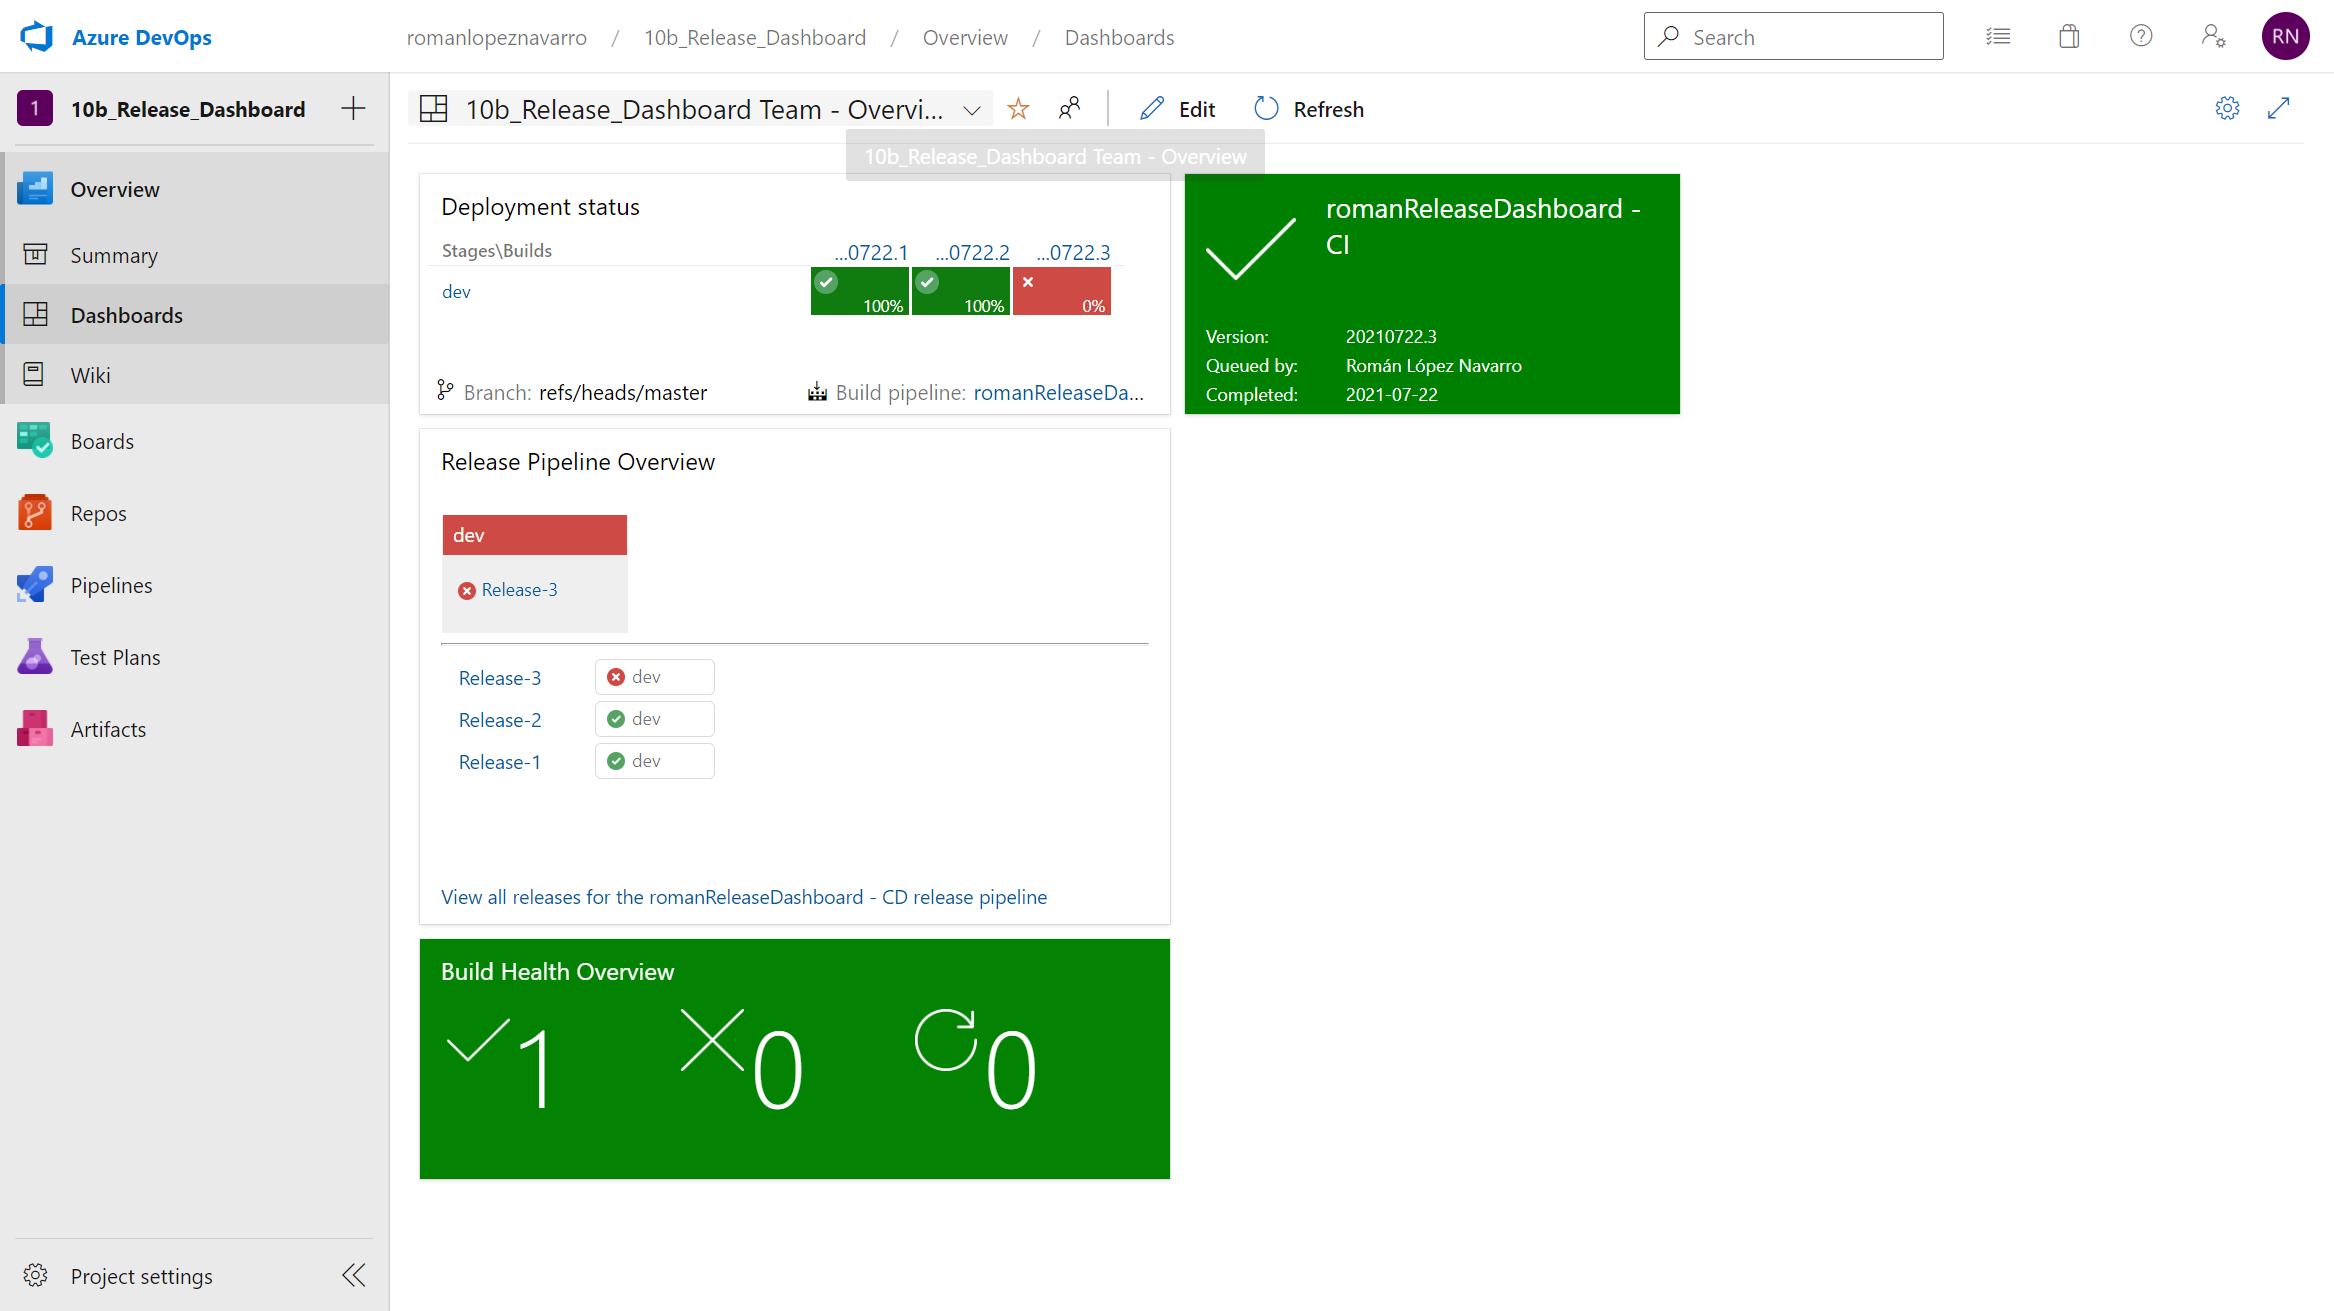 Azure DevOps
romanlopeznavarro / 10b_Release_Dashboard / Overview / Dashboards
Search
RN
1 10b_Release_Dashboard
Overview
Summary
Dashboards
Wiki
Boards
Repos
Pipelines
Test Plans
Artifacts
Project settings
10b_Release_Dashboard Team - Overvi...
Edit
Refresh
10b_Release_Dashboard Team - Overview
Deployment status
Stages\Builds ...0722.1 ...0722.2 ...0722.3
dev
100% 100% 0%
Branch: refs/heads/master
Build pipeline: romanReleaseDa...
romanReleaseDashboard -
CI
Version: 20210722.3
Queued by: Román López Navarro
Completed: 2021-07-22
Release Pipeline Overview
dev
Release-3
Release-3 dev
Release-2 dev
Release-1 dev
View all releases for the romanReleaseDashboard - CD release pipeline
Build Health Overview
1 0 0